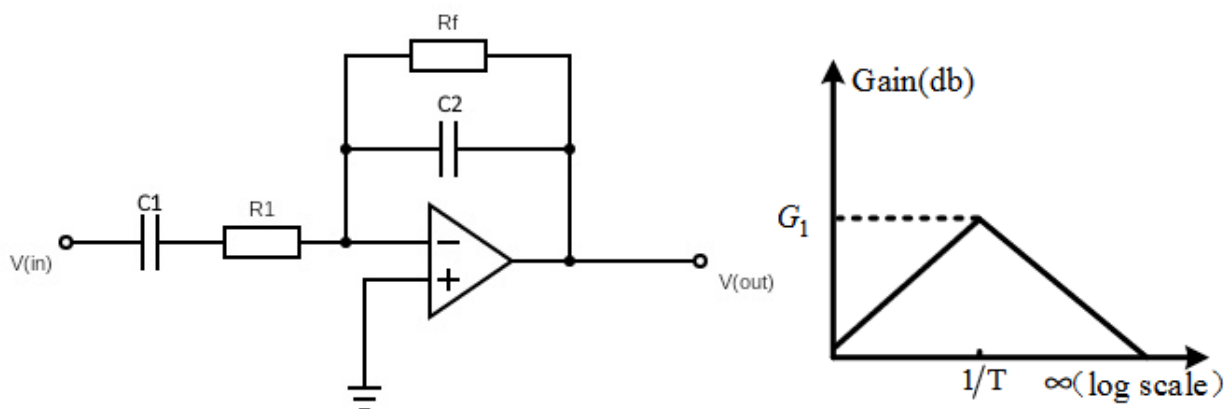 Rf
C2
C1
R1
V(in)
V(out)
Gain(db)
G₁
1/T
∞(log scale)